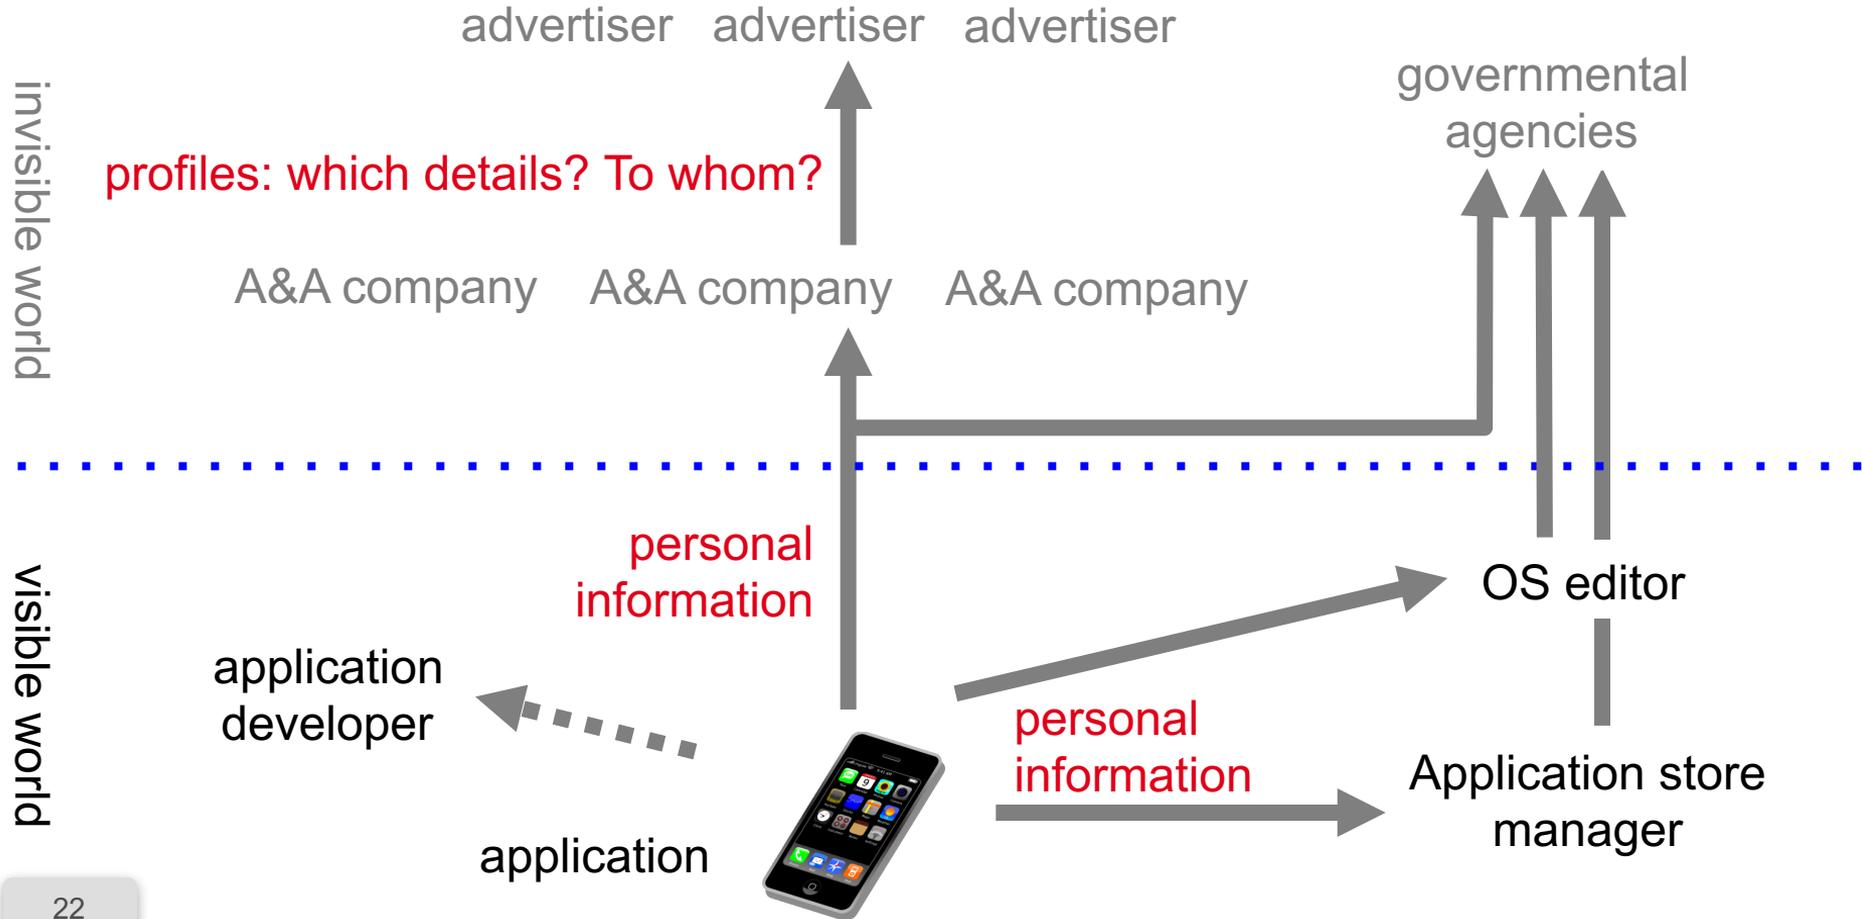 advertiser advertiser advertiser
governmental
agencies
invisible world
profiles: which details? To whom?
A&A company A&A company A&A company
personal
information
OS editor
visible world
application
developer
personal
information
Application store
manager
application
22